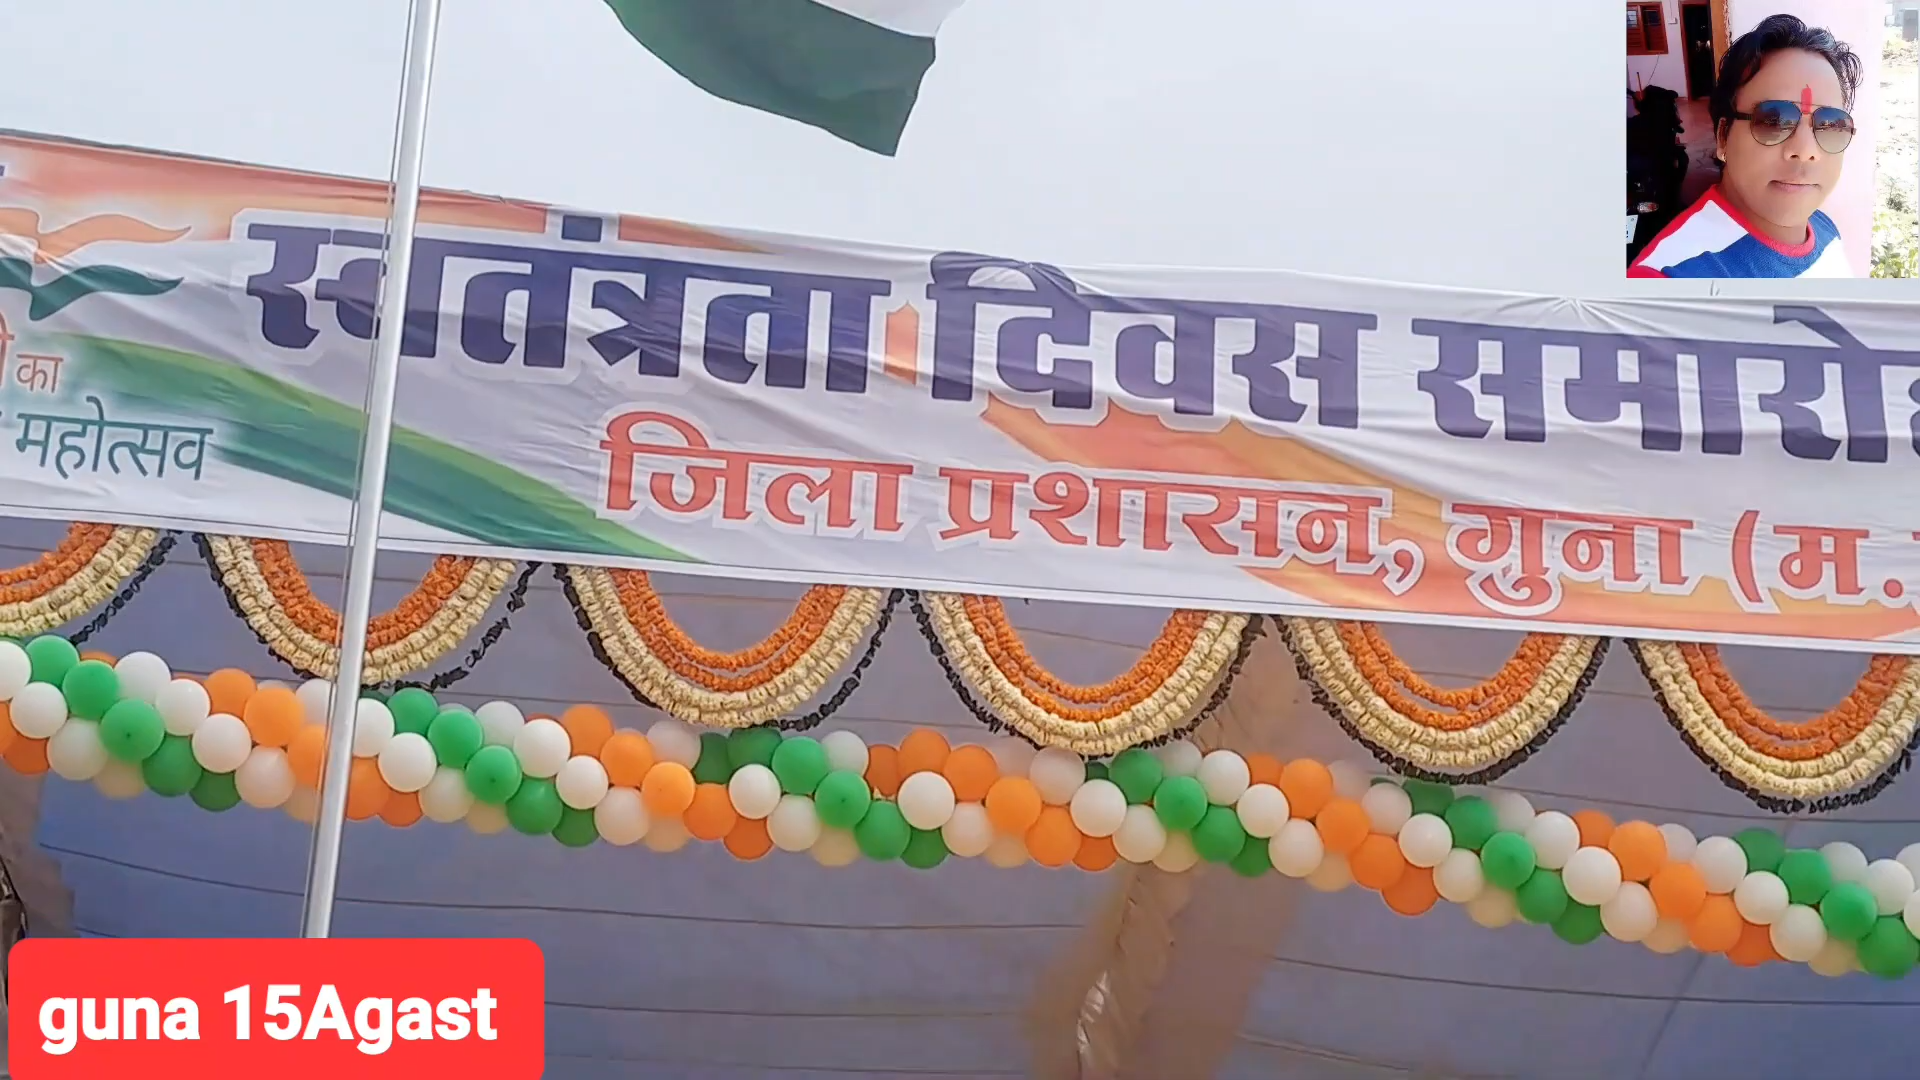 स्वतंत्रता दिवस समारोह
जिला प्रशासन, गुना (म.
का
महोत्सव
guna 15Agast